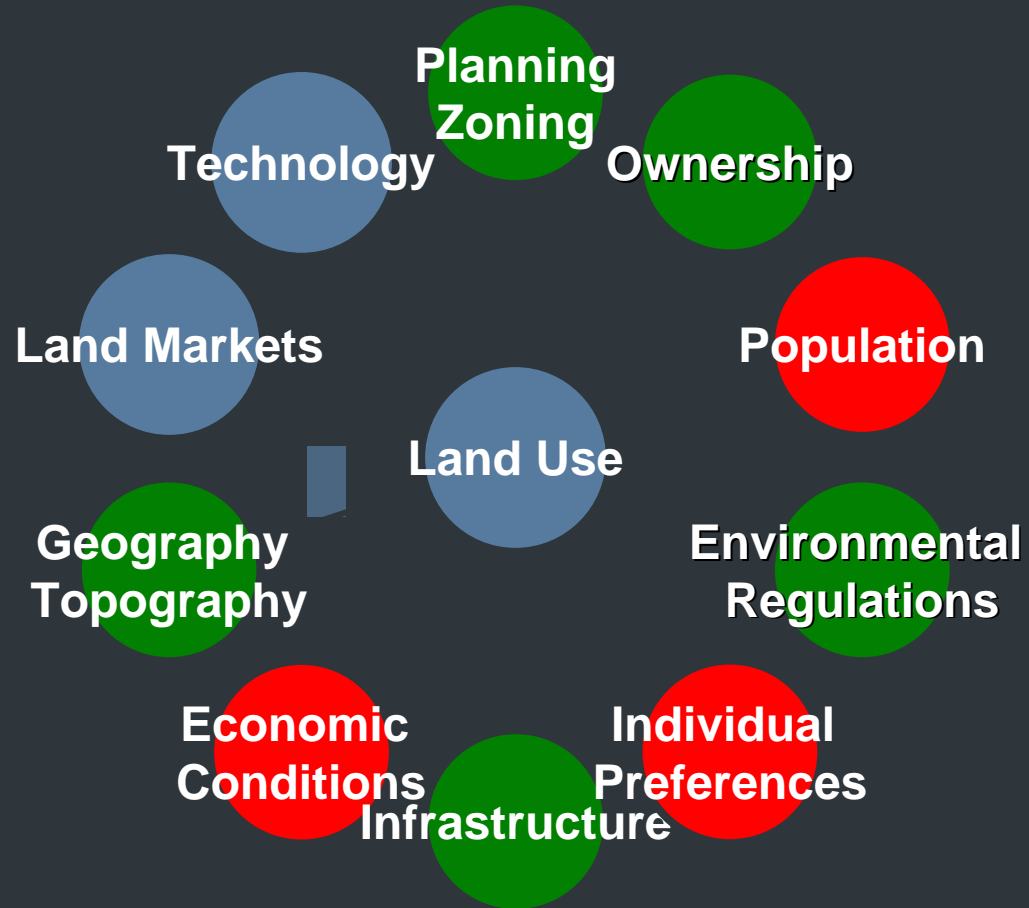 Planning
Zoning
Technology
Ownership
Land Markets
Population
Land Use
Geography
Topography
Environmental
Regulations
Economic
Conditions
Individual
Preferences
Infrastructure